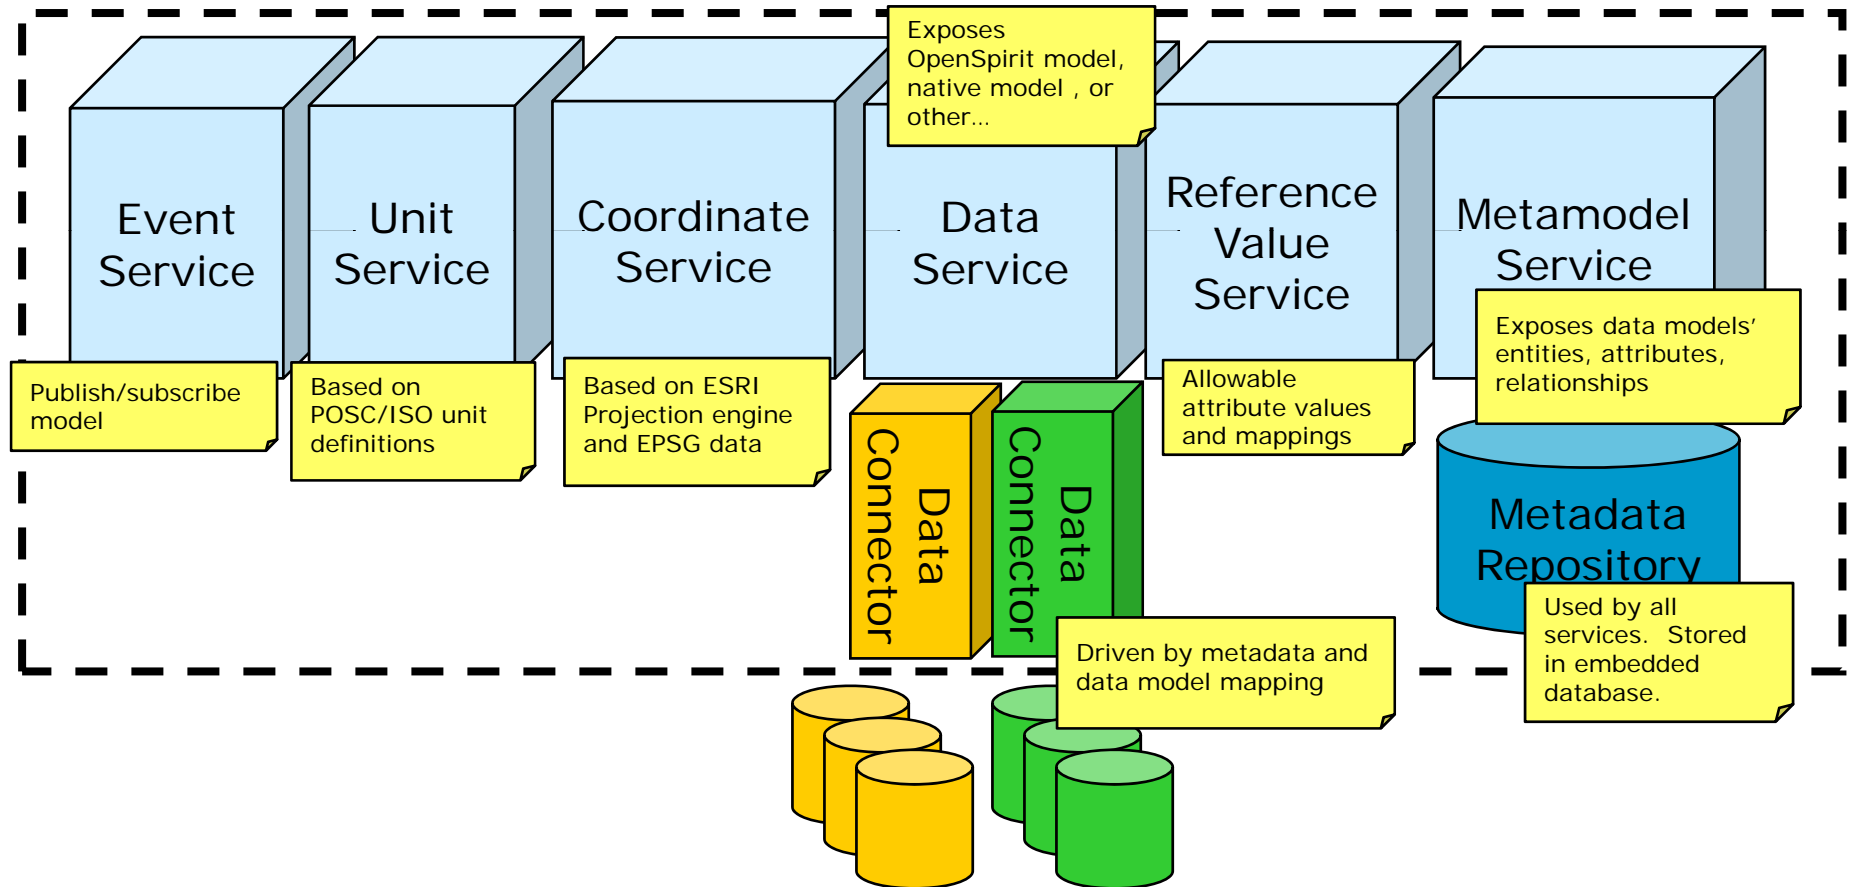 Exposes
OpenSpirit model,
native model , or
other...
Event
Service
Unit
Service
Coordinate
Service
Data
Service
Reference
Value
Service
Metamodel
Service
Publish/subscribe
model
Based on
POSC/ISO unit
definitions
Based on ESRI
Projection engine
and EPSG data
Allowable
attribute values
and mappings
Exposes data models’
entities, attributes,
relationships
Data
Connector
Data
Connector
Metadata
Repository
Driven by metadata and
data model mapping
Used by all
services.  Stored
in embedded
database.